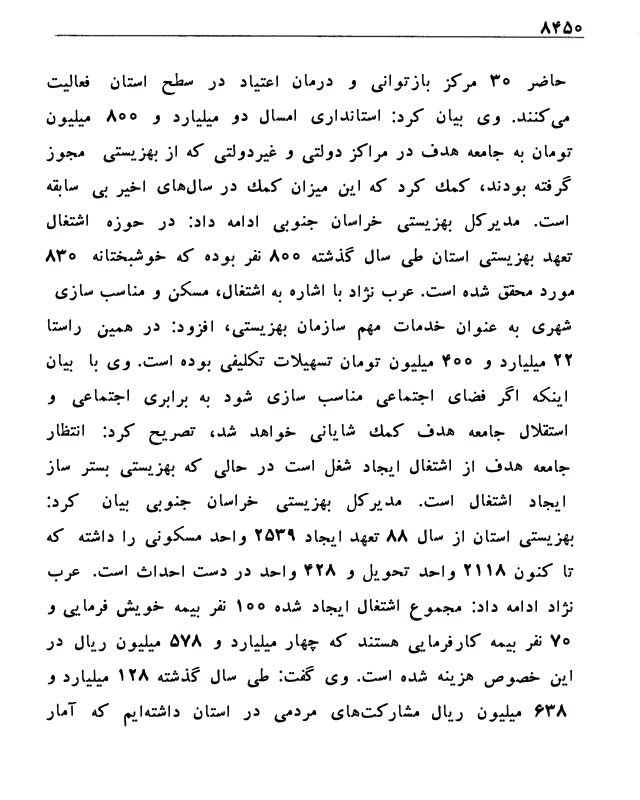 ۸۴۵۰
حاضر ۳۰ مرکز بازتوانی و درمان اعتیاد در سطح استان فعالیت
می‌کنند. وی بیان کرد: استانداری امسال دو میلیارد و ۸۰۰ میلیون
تومان به جامعه هدف در مراکز دولتی و غیردولتی که از بهزیستی مجوز
گرفته بودند، کمك کرد که این میزان کمك در سال‌های اخیر بی سابقه
است. مدیرکل بهزیستی خراسان جنوبی ادامه داد: در حوزه اشتغال
تعهد بهزیستی استان طی سال گذشته ۸۰۰ نفر بوده که خوشبختانه ۸۳۰
مورد محقق شده است. عرب نژاد با اشاره به اشتغال، مسکن و مناسب سازی
شهری به عنوان خدمات مهم سازمان بهزیستی، افزود: در همین راستا
۲۲ میلیارد و ۴۰۰ میلیون تومان تسهیلات تکلیفی بوده است. وی با بیان
اینکه اگر فضای اجتماعی مناسب سازی شود به برابری اجتماعی و
استقلال جامعه هدف کمك شایانی خواهد شد، تصریح کرد: انتظار
جامعه هدف از اشتغال ایجاد شغل است در حالی که بهزیستی بستر ساز
ایجاد اشتغال است. مدیرکل بهزیستی خراسان جنوبی بیان کرد:
بهزیستی استان از سال ۸۸ تعهد ایجاد ۲۵۳۹ واحد مسکونی را داشته که
تا کنون ۲۱۱۸ واحد تحویل و ۴۲۸ واحد در دست احداث است. عرب
نژاد ادامه داد: مجموع اشتغال ایجاد شده ۱۰۰ نفر بیمه خویش فرمایی و
۷۰ نفر بیمه کارفرمایی هستند که چهار میلیارد و ۵۷۸ میلیون ریال در
این خصوص هزینه شده است. وی گفت: طی سال گذشته ۱۲۸ میلیارد و
۶۳۸ میلیون ریال مشارکت‌های مردمی در استان داشته‌ایم که آمار